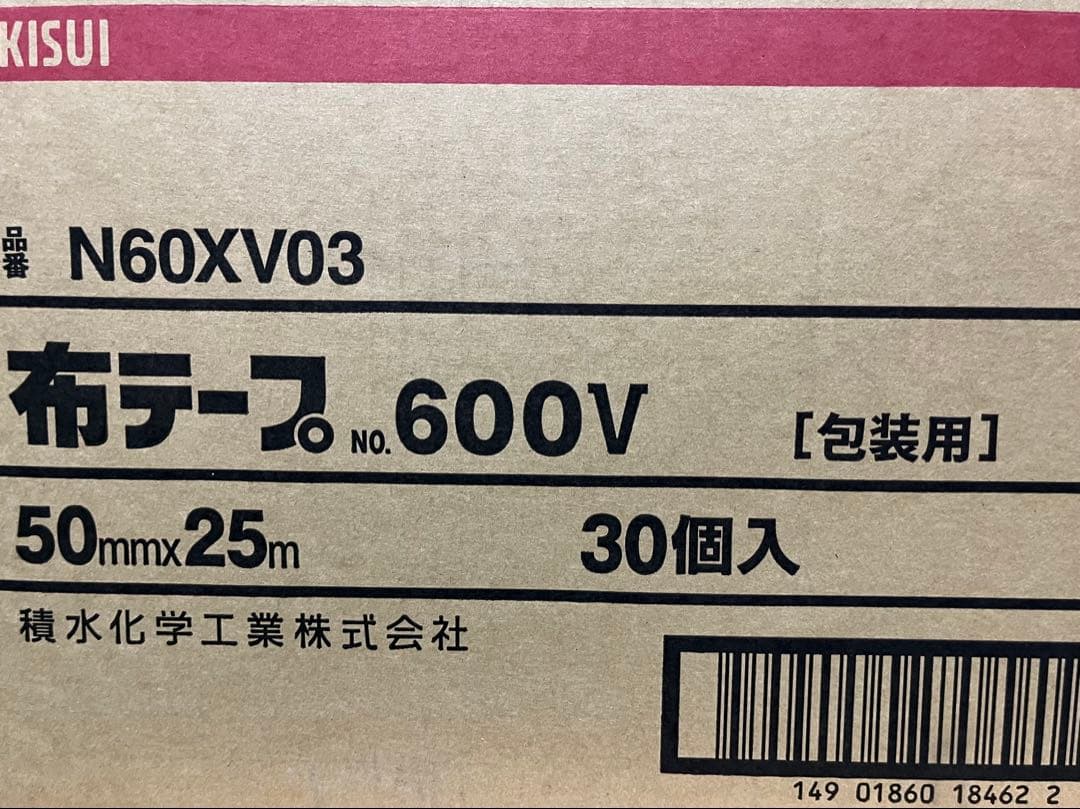 KISUI
品番 N60XV03
布テープ NO.600V [包装用]
50mmx25m 30個入
積水化学工業株式会社
149 01860 18462 2